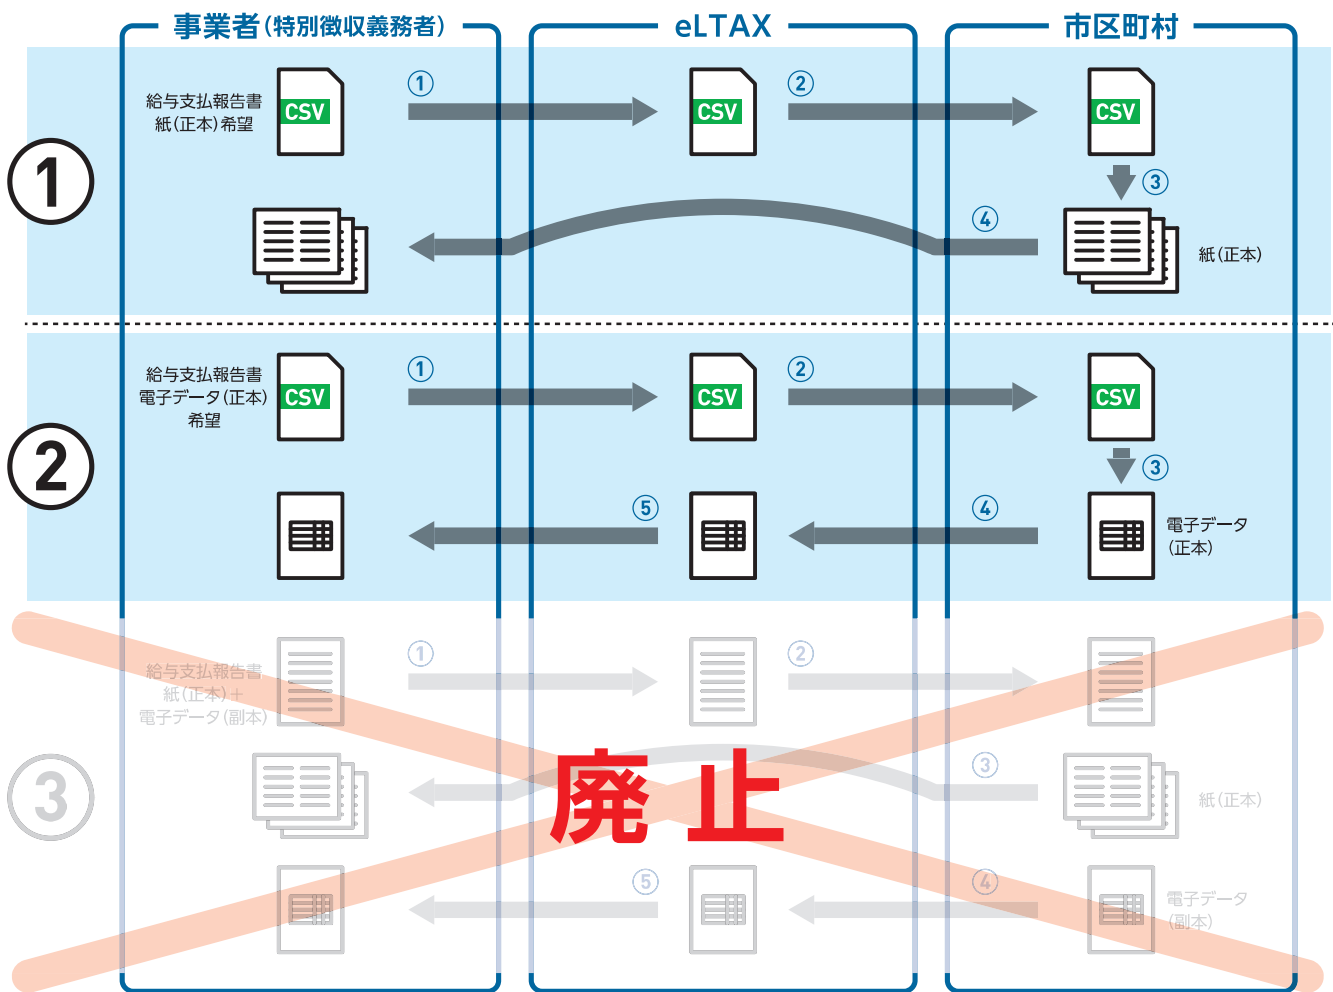 事業者(特別徴収義務者)
eLTAX
市区町村
1
給与支払報告書
紙(正本)希望
CSV
①
CSV
②
CSV
③
④
紙(正本)
2
給与支払報告書
電子データ(正本)
希望
CSV
①
CSV
②
CSV
③
⑤
④
電子データ
(正本)
3
給与支払報告書
紙(正本)+
電子データ(副本)
①
②
廃止
③
紙(正本)
⑤
④
電子データ
(副本)